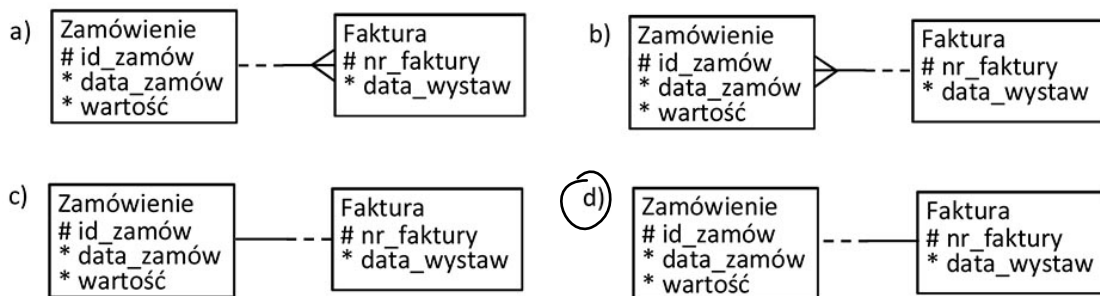 a)
Zamówienie
# id_zamów
* data_zamów
* wartość
Faktura
# nr_faktury
* data_wystaw
b)
Zamówienie
# id_zamów
* data_zamów
* wartość
Faktura
# nr_faktury
* data_wystaw
c)
Zamówienie
# id_zamów
* data_zamów
* wartość
Faktura
# nr_faktury
* data_wystaw
d)
Zamówienie
# id_zamów
* data_zamów
* wartość
Faktura
# nr_faktury
* data_wystaw